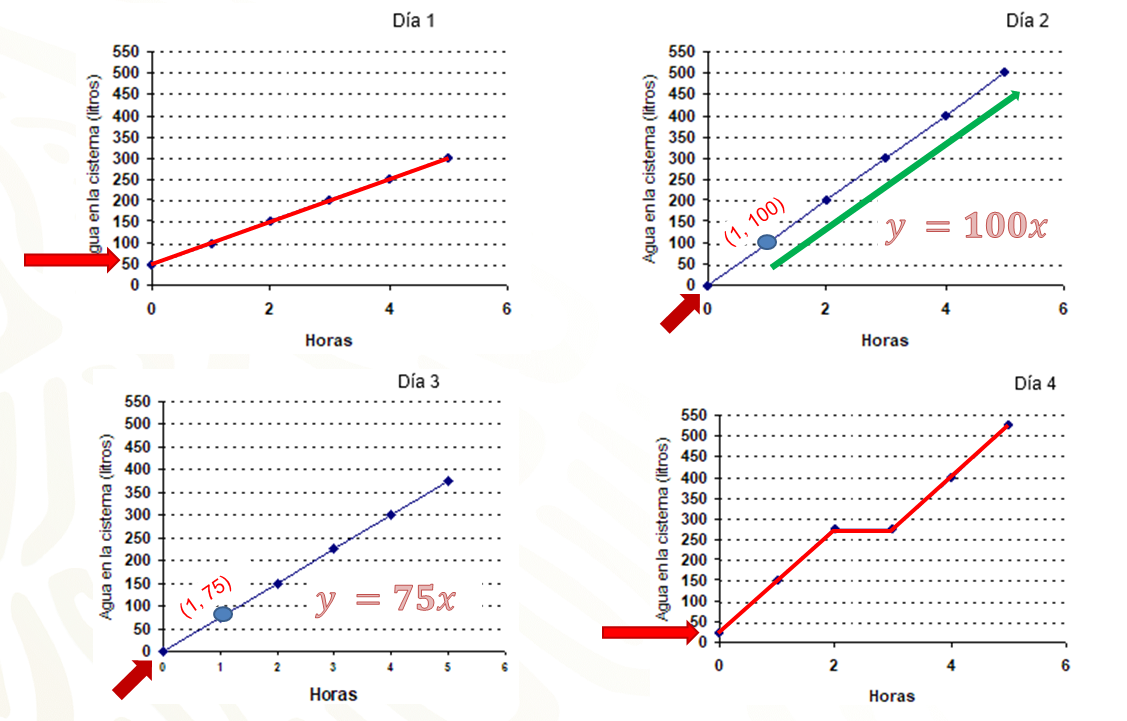 Día 1
Agua en la cisterna (litros)
550
500
450
400
350
300
250
200
150
100
50
0
0 2 4 6
Horas
Día 2
Agua en la cisterna (litros)
550
500
450
400
350
300
250
200
150
100
50
0
(1, 100)
y = 100x
0 2 4 6
Horas
Día 3
Agua en la cisterna (litros)
550
500
450
400
350
300
250
200
150
100
50
0
(1, 75)
y = 75x
0 1 2 3 4 5 6
Horas
Día 4
Agua en la cisterna (litros)
550
500
450
400
350
300
250
200
150
100
50
0
0 2 4 6
Horas